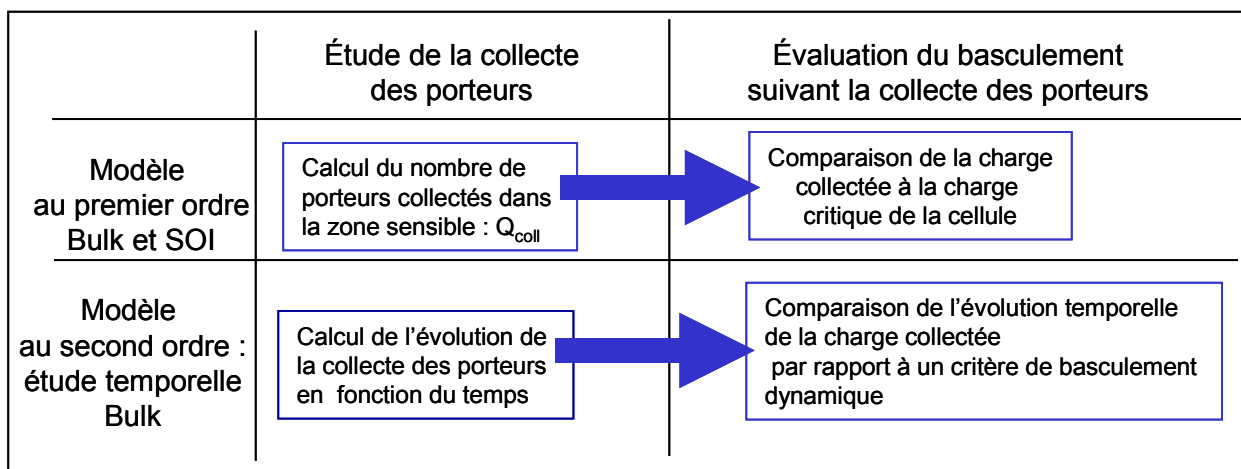 Étude de la collecte
des porteurs
Évaluation du basculement
suivant la collecte des porteurs
Modèle
au premier ordre
Bulk et SOI
Calcul du nombre de
porteurs collectés dans
la zone sensible : Qcoll
Comparaison de la charge
collectée à la charge
critique de la cellule
Modèle
au second ordre :
étude temporelle
Bulk
Calcul de l’évolution de
la collecte des porteurs
en fonction du temps
Comparaison de l’évolution temporelle
de la charge collectée
par rapport à un critère de basculement
dynamique